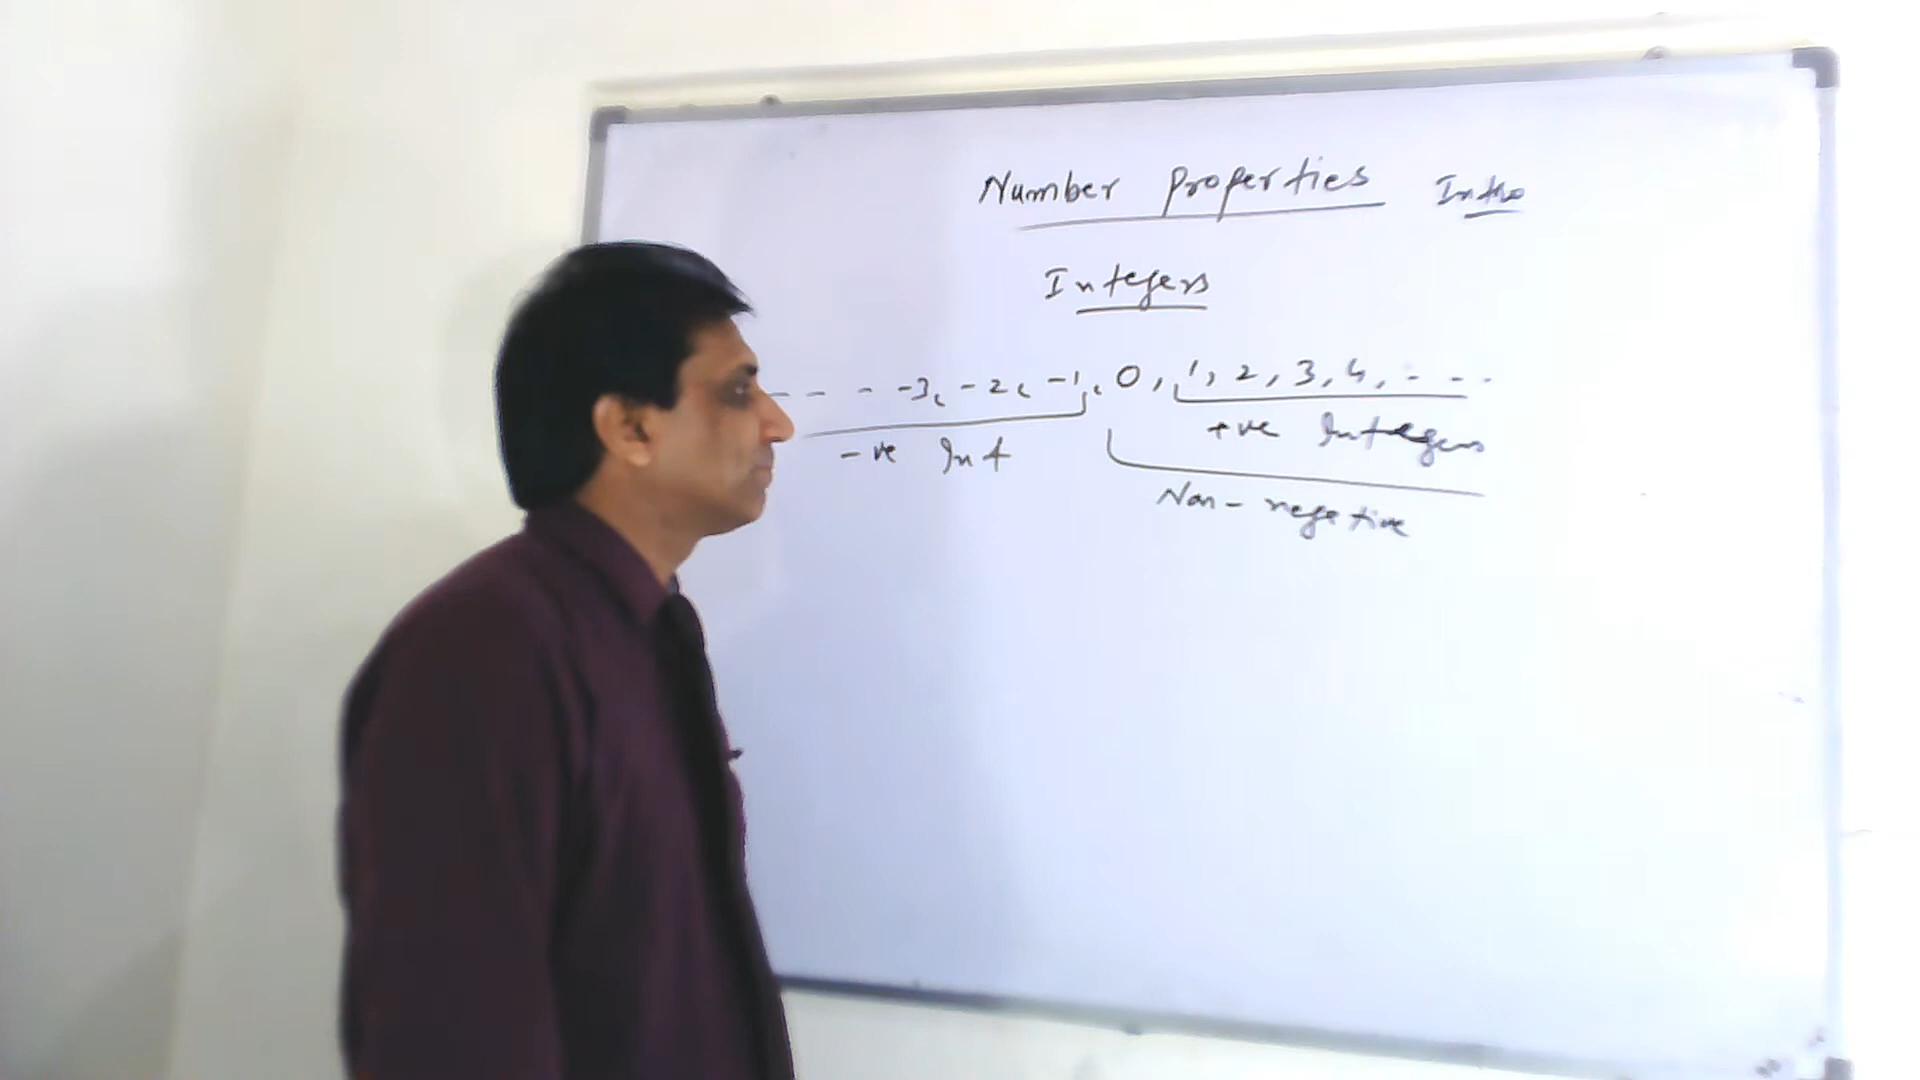 Number properties Intro
Integers
- - - -3, -2, -1, 0, 1, 2, 3, 4, - - -
-ve Int +ve Integers
Non-negative